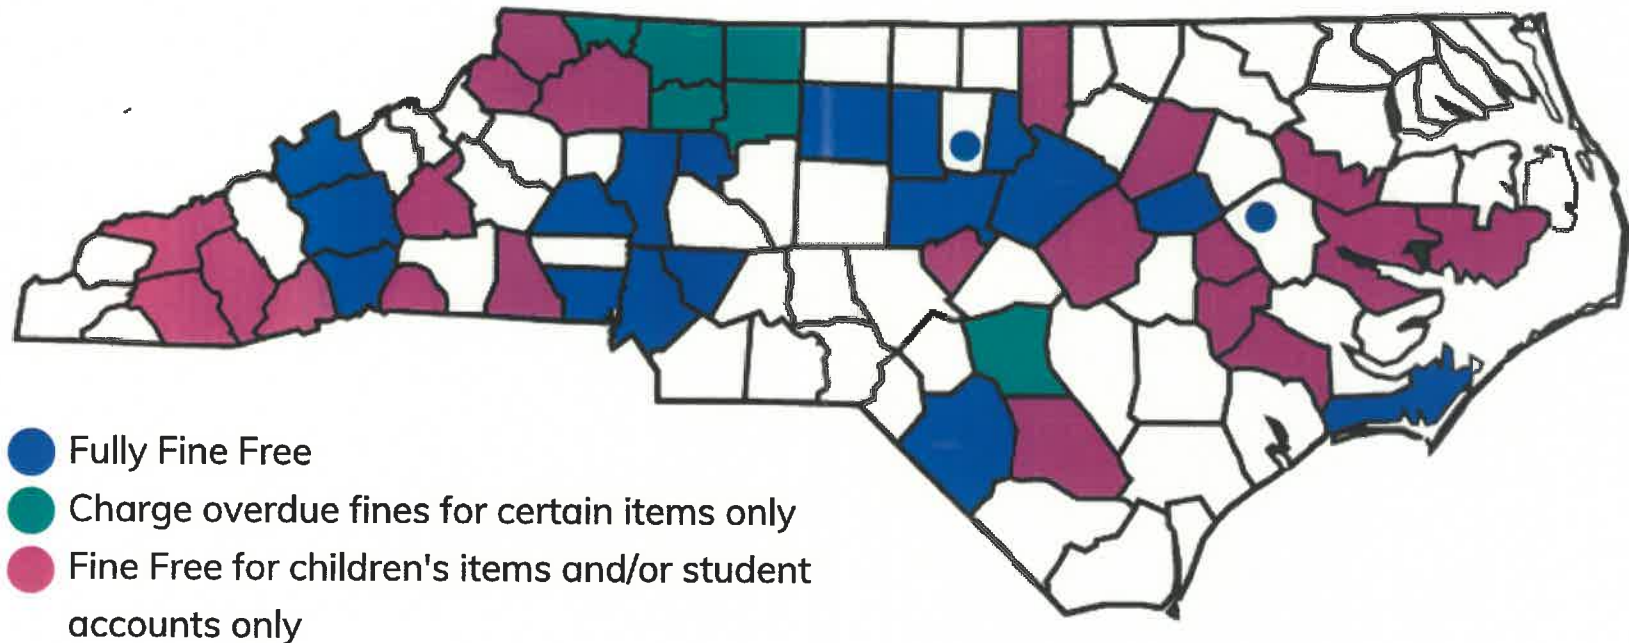 Fully Fine Free
Charge overdue fines for certain items only
Fine Free for children's items and/or student
accounts only